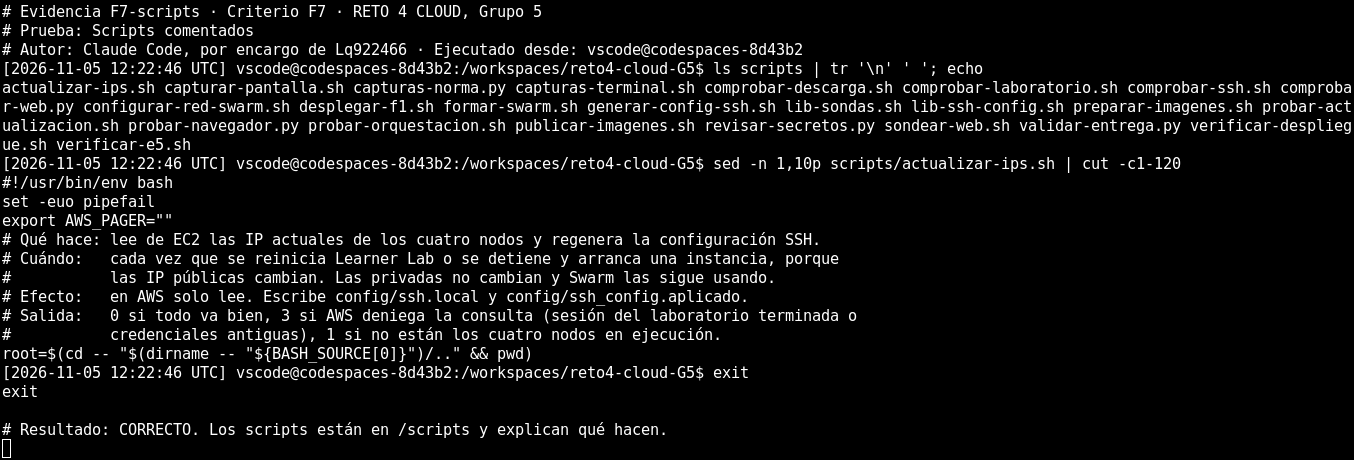 # Evidencia F7-scripts · Criterio F7 · RETO 4 CLOUD, Grupo 5
# Prueba: Scripts comentados
# Autor: Claude Code, por encargo de Lq922466 · Ejecutado desde: vscode@codespaces-8d43b2
[2026-11-05 12:22:46 UTC] vscode@codespaces-8d43b2:/workspaces/reto4-cloud-G5$ ls scripts | tr '\n' ' '; echo
actualizar-ips.sh capturar-pantalla.sh capturas-norma.py capturas-terminal.sh comprobar-descarga.sh comprobar-laboratorio.sh comprobar-ssh.sh comproba
r-web.py configurar-red-swarm.sh desplegar-f1.sh formar-swarm.sh generar-config-ssh.sh lib-sondas.sh lib-ssh-config.sh preparar-imagenes.sh probar-act
ualizacion.sh probar-navegador.py probar-orquestacion.sh publicar-imagenes.sh revisar-secretos.py sondear-web.sh validar-entrega.py verificar-desplieg
ue.sh verificar-e5.sh
[2026-11-05 12:22:46 UTC] vscode@codespaces-8d43b2:/workspaces/reto4-cloud-G5$ sed -n 1,10p scripts/actualizar-ips.sh | cut -c1-120
#!/usr/bin/env bash
set -euo pipefail
export AWS_PAGER=""
# Qué hace: lee de EC2 las IP actuales de los cuatro nodos y regenera la configuración SSH.
# Cuándo:   cada vez que se reinicia Learner Lab o se detiene y arranca una instancia, porque
#           las IP públicas cambian. Las privadas no cambian y Swarm las sigue usando.
# Efecto:   en AWS solo lee. Escribe config/ssh.local y config/ssh_config.aplicado.
# Salida:   0 si todo va bien, 3 si AWS deniega la consulta (sesión del laboratorio terminada o
#           credenciales antiguas), 1 si no están los cuatro nodos en ejecución.
root=$(cd -- "$(dirname -- "${BASH_SOURCE[0]}")/.." && pwd)
[2026-11-05 12:22:46 UTC] vscode@codespaces-8d43b2:/workspaces/reto4-cloud-G5$ exit
exit
# Resultado: CORRECTO. Los scripts están en /scripts y explican qué hacen.